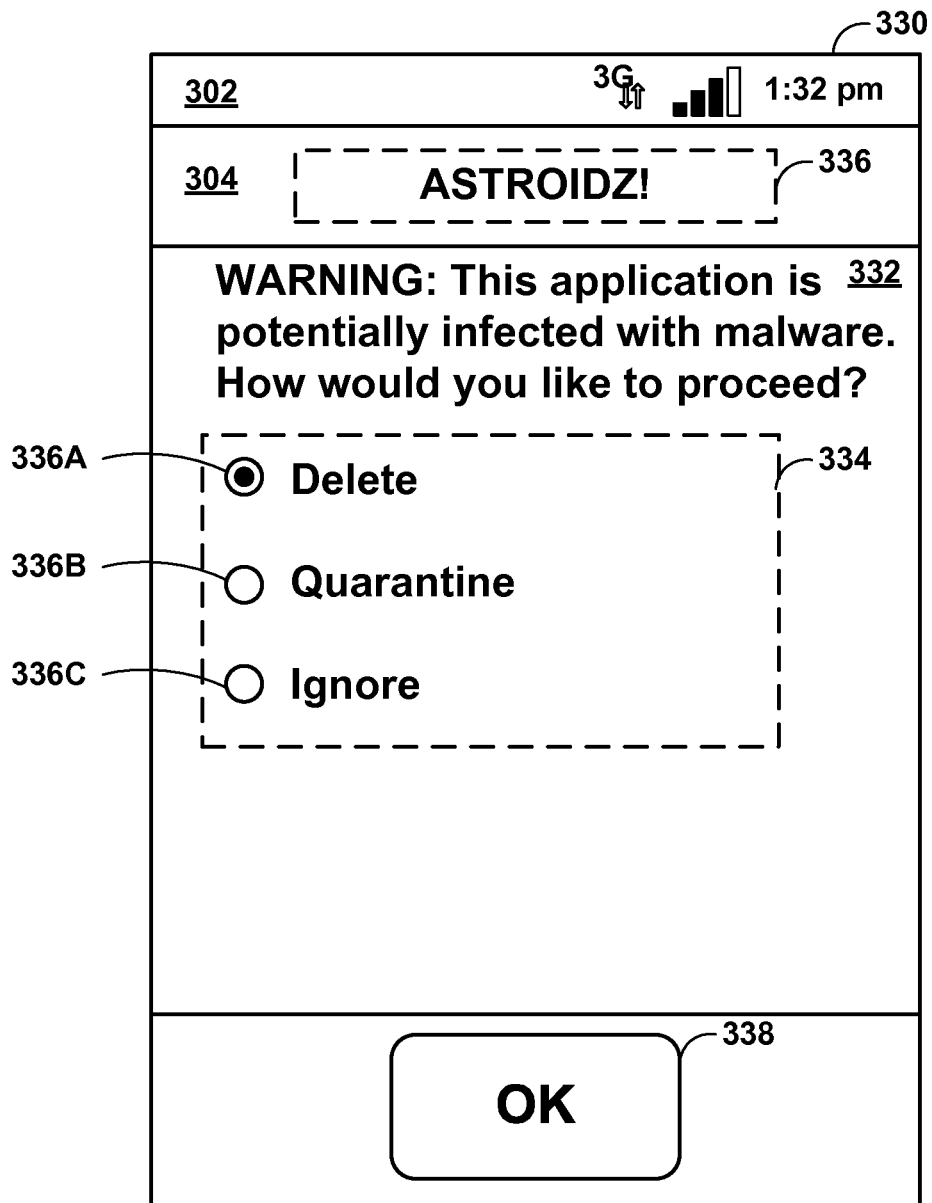 330
302 3G 1:32 pm
304 ASTROIDZ! 336
WARNING: This application is 332
potentially infected with malware.
How would you like to proceed?
336A Delete 334
336B Quarantine
336C Ignore
338
OK